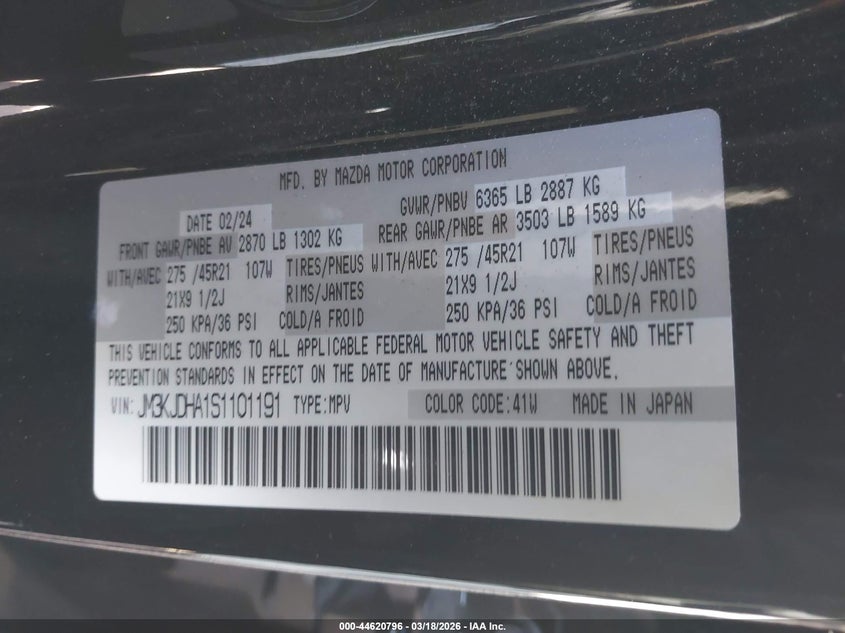 MFD. BY MAZDA MOTOR CORPORATION
DATE 02/24 GVWR/PNBV 6365 LB 2887 KG
FRONT GAWR/PNBE AV 2870 LB 1302 KG REAR GAWR/PNBE AR 3503 LB 1589 KG
WITH/AVEC 275 /45R21 107W TIRES/PNEUS WITH/AVEC 275 /45R21 107W TIRES/PNEUS
21X9 1/2J RIMS/JANTES 21X9 1/2J RIMS/JANTES
250 KPA/36 PSI COLD/A FROID 250 KPA/36 PSI COLD/A FROID
THIS VEHICLE CONFORMS TO ALL APPLICABLE FEDERAL MOTOR VEHICLE SAFETY AND THEFT
PREVENTION STANDARDS IN EFFECT ON THE DATE OF MANUFACTURE SHOWN ABOVE.
VIN: JM3KJDHA1S1101191 TYPE:MPV COLOR CODE:41W MADE IN JAPAN
000-44620796 - 03/18/2026 - IAA Inc.